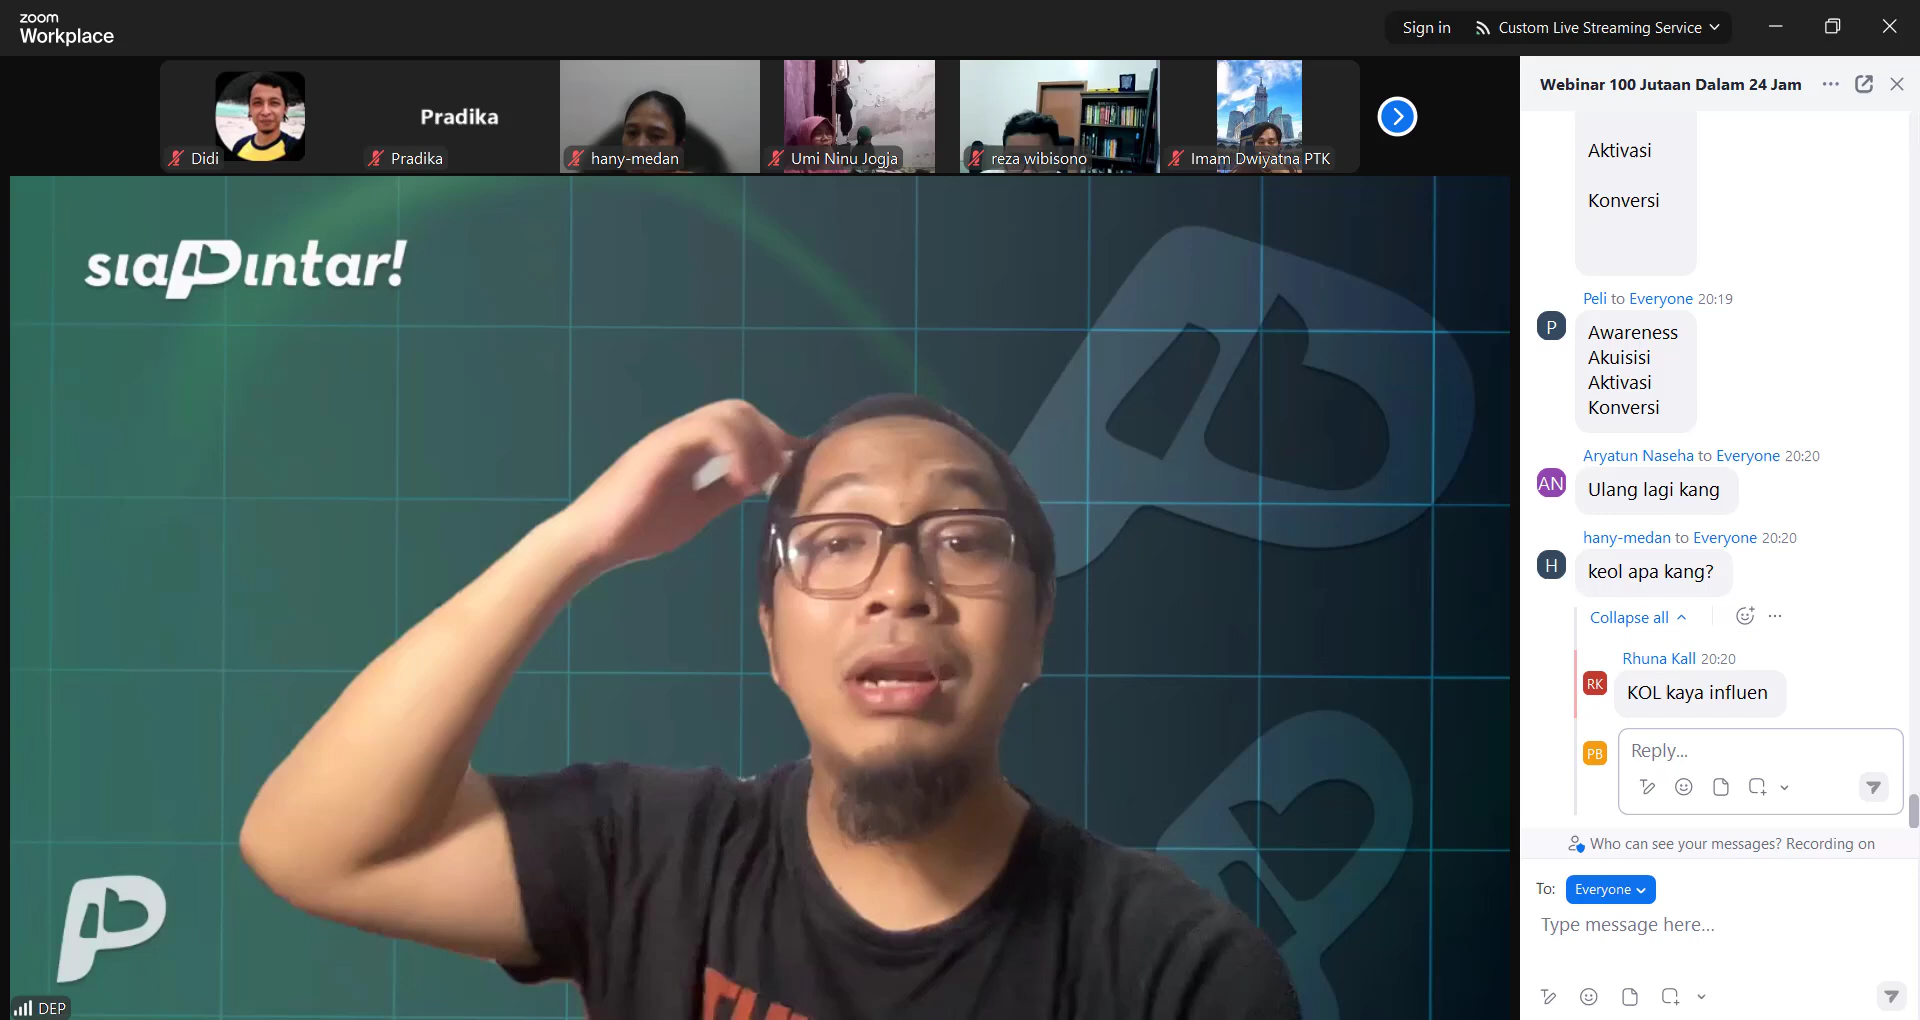 zoom
Workplace
Sign in
Custom Live Streaming Service
Didi
Pradika
Pradika
hany-medan
Umi Ninu Jogja
reza wibisono
Imam Dwiyatna PTK
siapintar!
DEP
Webinar 100 Jutaan Dalam 24 Jam
Aktivasi
Konversi
Peli to Everyone 20:19
P
Awareness
Akuisisi
Aktivasi
Konversi
Aryatun Naseha to Everyone 20:20
AN
Ulang lagi kang
hany-medan to Everyone 20:20
H
keol apa kang?
Collapse all
Rhuna Kall 20:20
RK
KOL kaya influen
PB
Reply...
Who can see your messages? Recording on
To: Everyone
Type message here...